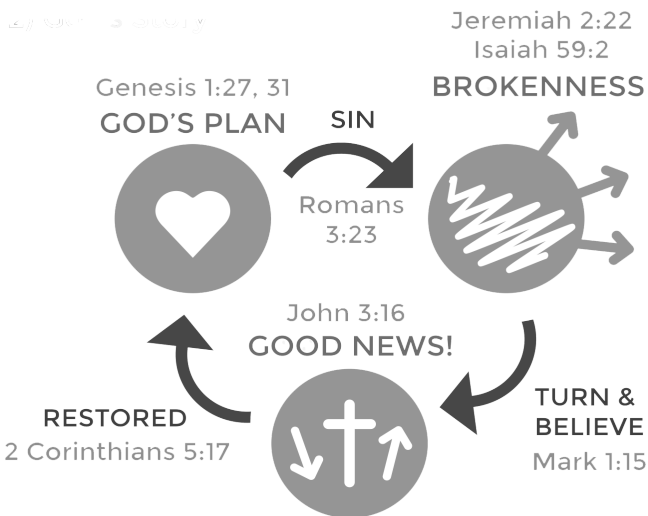 Jeremiah 2:22
Isaiah 59:2
BROKENNESS
Genesis 1:27, 31
GOD'S PLAN
SIN
Romans
3:23
John 3:16
GOOD NEWS!
TURN &
BELIEVE
Mark 1:15
RESTORED
2 Corinthians 5:17